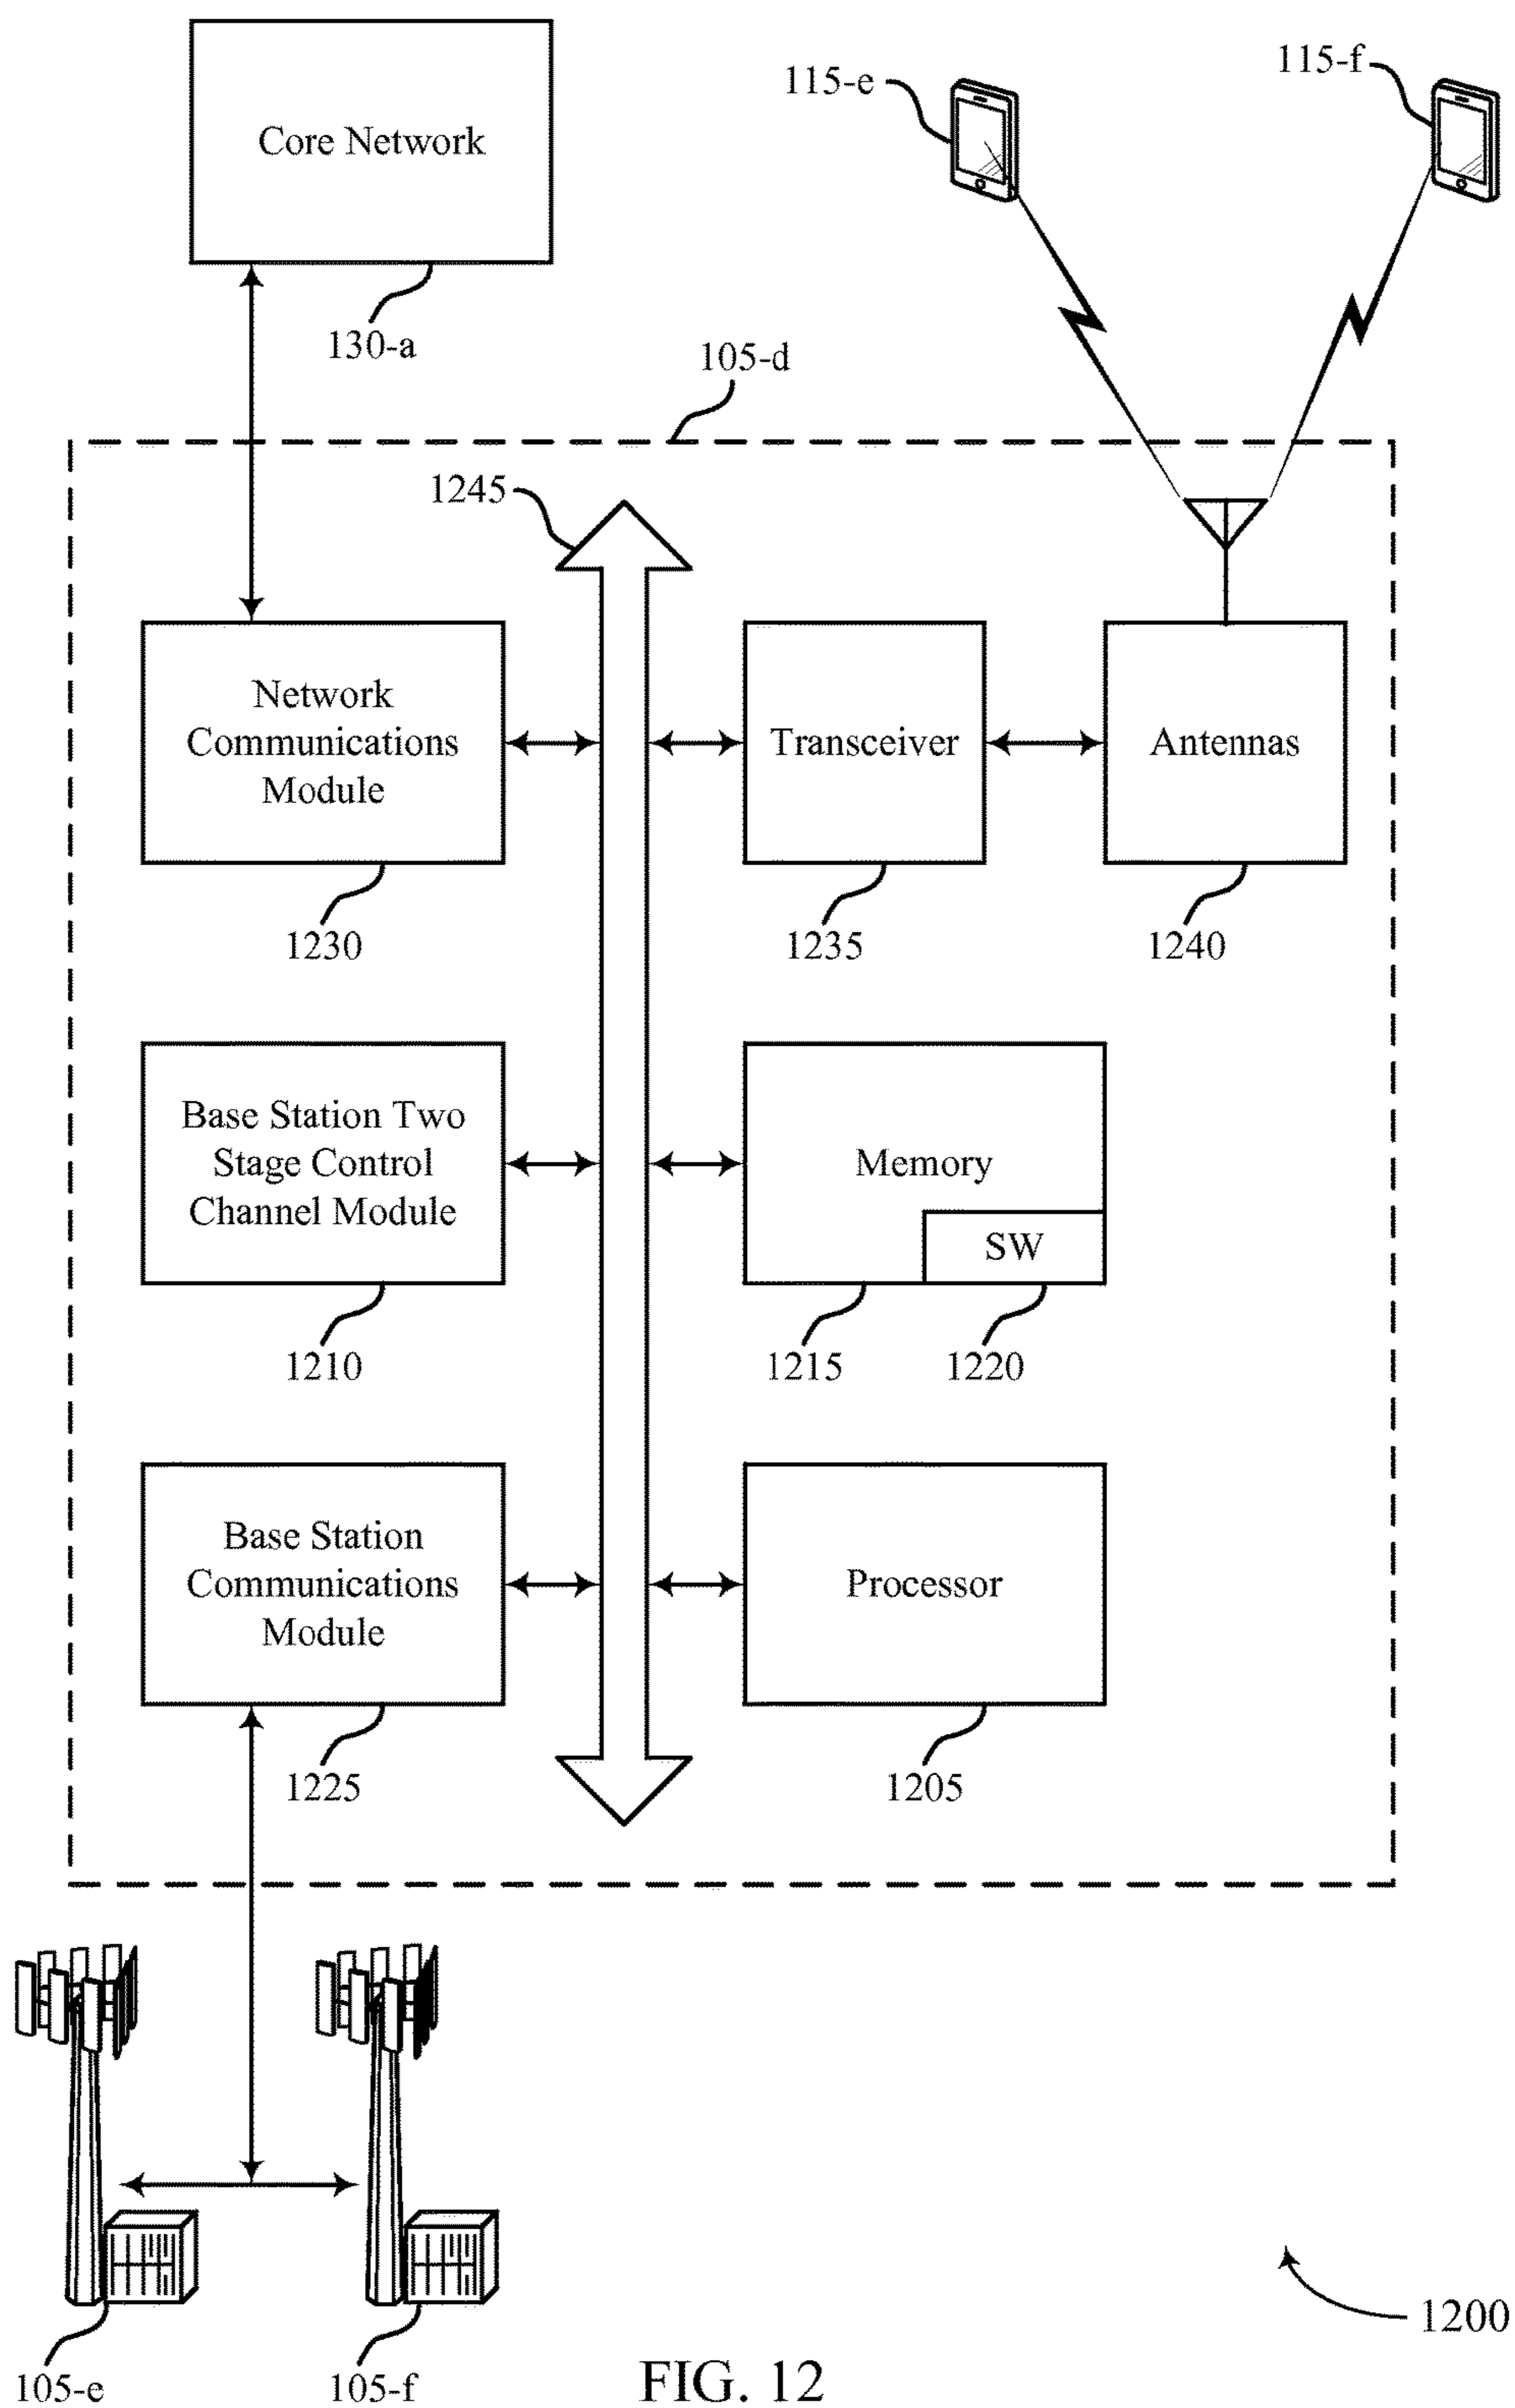 Core Network
115-e
115-f
130-a
105-d
1245
Network
Communications
Module
Transceiver
Antennas
1230
1235
1240
Base Station Two
Stage Control
Channel Module
Memory
SW
1210
1215
1220
Base Station
Communications
Module
Processor
1225
1205
105-e
105-f
1200
FIG. 12